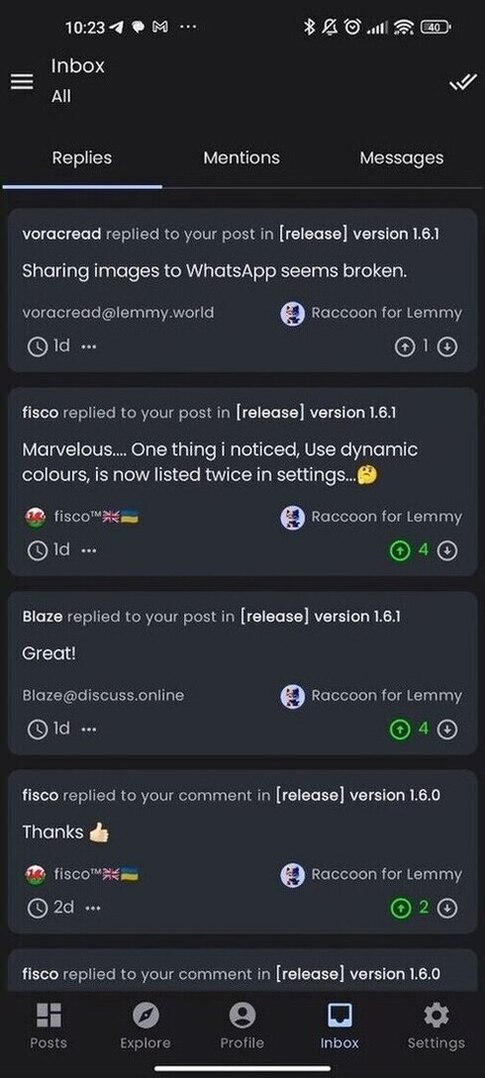 10:23
40
Inbox
All
Replies Mentions Messages
voracread replied to your post in [release] version 1.6.1
Sharing images to WhatsApp seems broken.
voracread@lemmy.world Raccoon for Lemmy
1d ... 1
fisco replied to your post in [release] version 1.6.1
Marvelous.... One thing i noticed, Use dynamic
colours, is now listed twice in settings...🤔
fisco™🇬🇧🇺🇦 Raccoon for Lemmy
1d ... 4
Blaze replied to your post in [release] version 1.6.1
Great!
Blaze@discuss.online Raccoon for Lemmy
1d ... 4
fisco replied to your comment in [release] version 1.6.0
Thanks 👍🏻
fisco™🇬🇧🇺🇦 Raccoon for Lemmy
2d ... 2
fisco replied to your comment in [release] version 1.6.0
Posts Explore Profile Inbox Settings